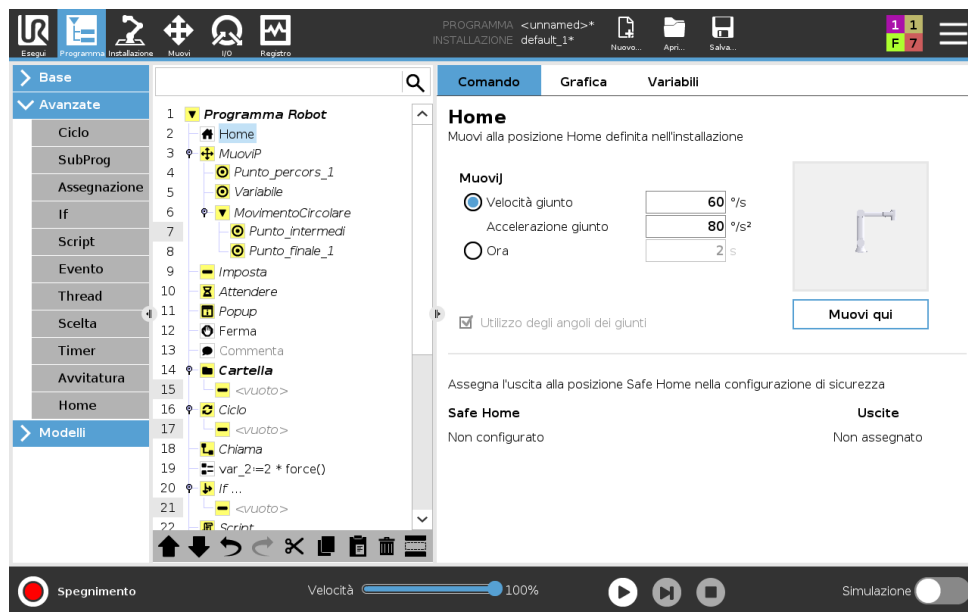 PROGRAMMA <unnamed>*
INSTALLAZIONE default_1*
Esegui Programma Installazione Muovi I/O Registro Nuovo... Apri... Salva...
1 1
F 7
Base
Avanzate
Ciclo
SubProg
Assegnazione
If
Script
Evento
Thread
Scelta
Timer
Avvitatura
Home
Modelli
1 Programma Robot
2 Home
3 MuoviP
4 Punto_percors_1
5 Variabile
6 MovimentoCircolare
7 Punto_intermedi
8 Punto_finale_1
9 Imposta
10 Attendere
11 Popup
12 Ferma
13 Commenta
14 Cartella
15 <vuoto>
16 Ciclo
17 <vuoto>
18 Chiama
19 var_2:=2 * force()
20 If ...
21 <vuoto>
22 Script
Comando Grafica Variabili
Home
Muovi alla posizione Home definita nell'installazione
MuoviJ
Velocità giunto 60 °/s
Accelerazione giunto 80 °/s²
Ora 2 s
Utilizzo degli angoli dei giunti
Muovi qui
Assegna l'uscita alla posizione Safe Home nella configurazione di sicurezza
Safe Home Uscite
Non configurato Non assegnato
Spegnimento Velocità 100% Simulazione